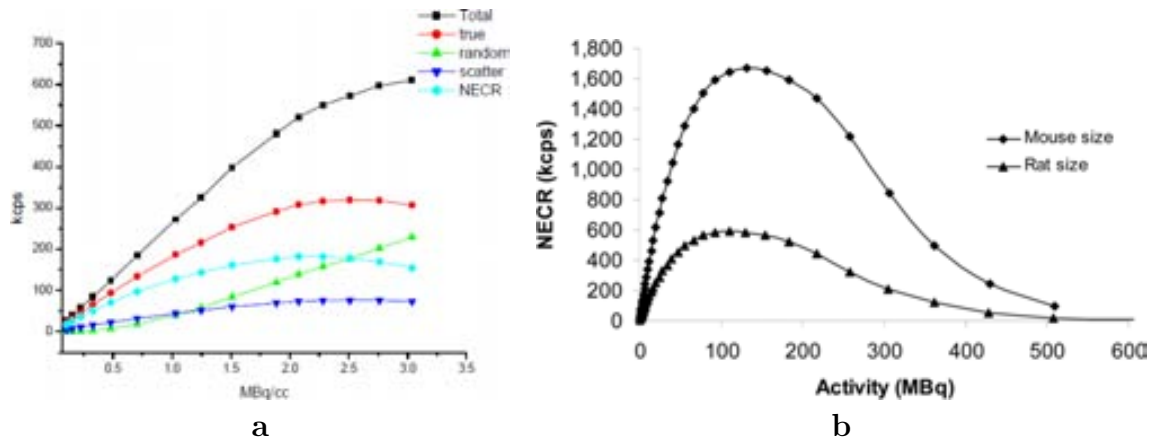 Total
true
random
scatter
NECR
700
600
500
400
300
200
100
0
kcps
0.5 1.0 1.5 2.0 2.5 3.0 3.5
MBq/cc
a
1,800
1,600
1,400
1,200
1,000
800
600
400
200
0
NECR (kcps)
Mouse size
Rat size
0 100 200 300 400 500 600
Activity (MBq)
b